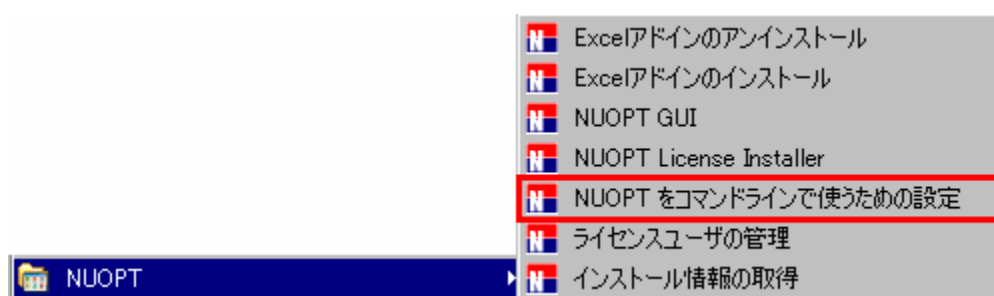 Excelアドインのアンインストール
Excelアドインのインストール
NUOPT GUI
NUOPT License Installer
NUOPT をコマンドラインで使うための設定
ライセンスユーザの管理
NUOPT
インストール情報の取得